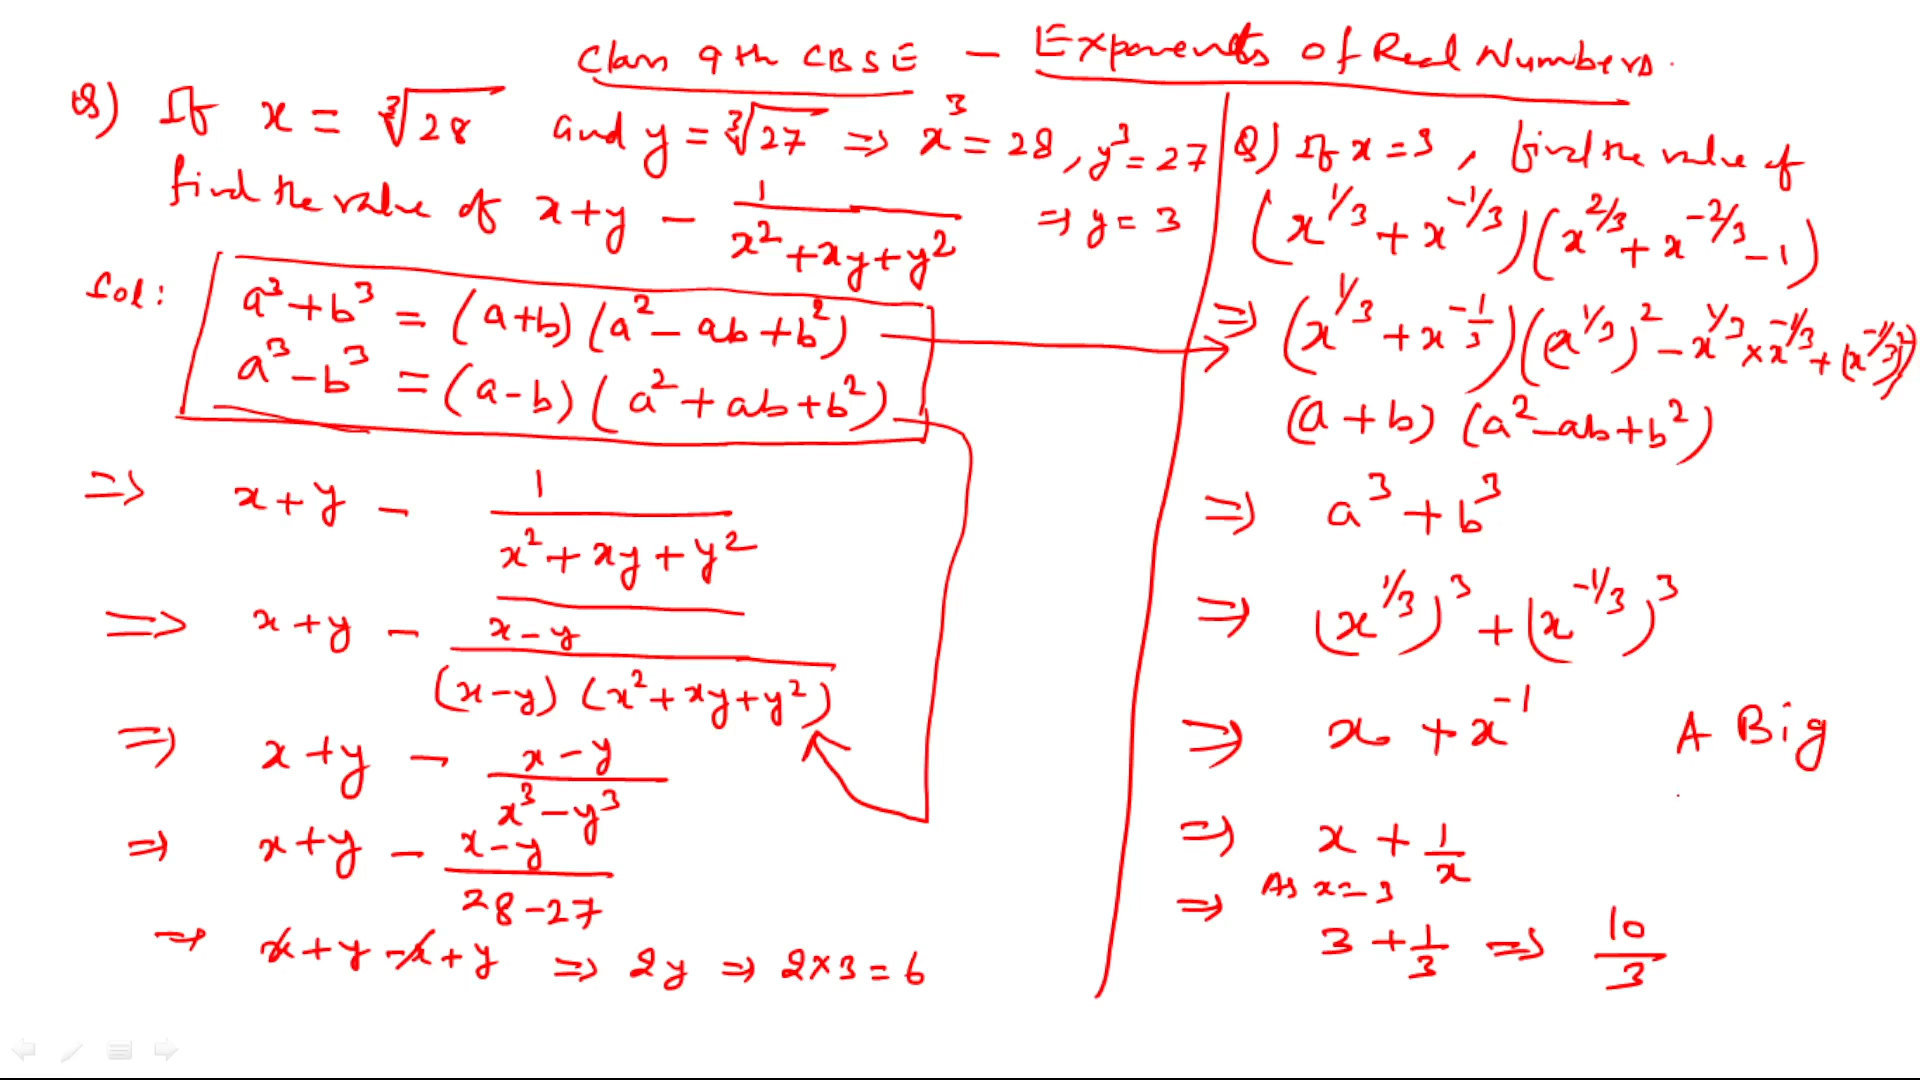 Class 9th CBSE – Exponents of Real Numbers.
Q) If x = ∛28 and y = ∛27 ⇒ x³ = 28, y³ = 27
find the value of x+y − 1/(x²+xy+y²) ⇒ y = 3
Sol:
a³+b³ = (a+b)(a²−ab+b²)
a³−b³ = (a−b)(a²+ab+b²)
⇒ x+y − 1/(x²+xy+y²)
⇒ x+y − (x−y)/((x−y)(x²+xy+y²))
⇒ x+y − (x−y)/(x³−y³)
⇒ x+y − (x−y)/(28−27)
⇒ x+y−x+y ⇒ 2y ⇒ 2×3=6
Q) If x=3, find the value of
(x^1/3 + x^-1/3)(x^2/3 + x^-2/3 − 1)
⇒ (x^1/3 + x^-1/3)((x^1/3)² − x^1/3 × x^-1/3 + (x^-1/3)²)
(a+b)(a²−ab+b²)
⇒ a³+b³
⇒ (x^1/3)³ + (x^-1/3)³
⇒ x + x^-1 A Big
⇒ x + 1/x
⇒ As x=3
3 + 1/3 ⇒ 10/3